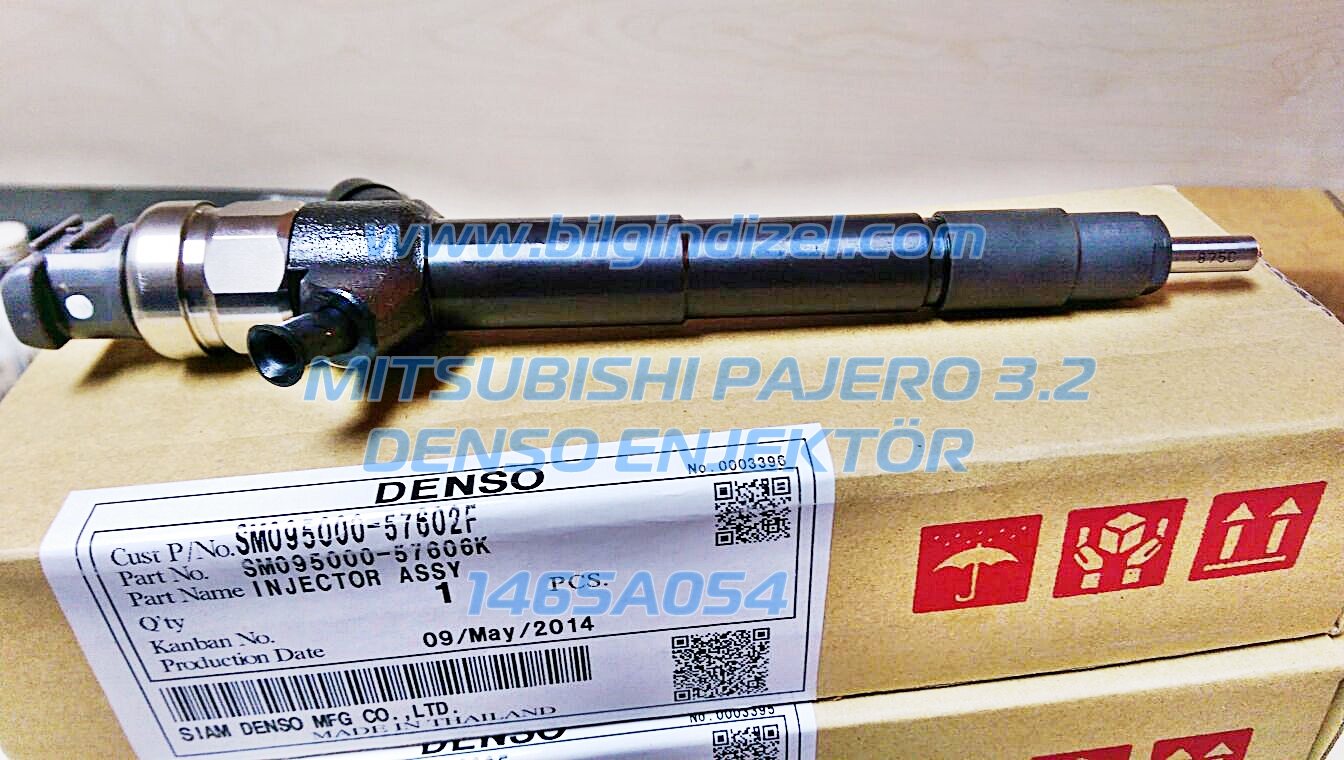 www.bilgindizel.com
875C
MITSUBISHI PAJERO 3.2
DENSO ENJEKTÖR
DENSO
No.0003396
Cust P/No. SM095000-57602F
Part No. SM095000-57606K
Part Name INJECTOR ASSY
Q'ty 1 PCS.
1465A054
Kanban No.
Production Date 09/May/2014
SIAM DENSO MFG CO., LTD.
MADE IN THAILAND
DENSO
No.0003395